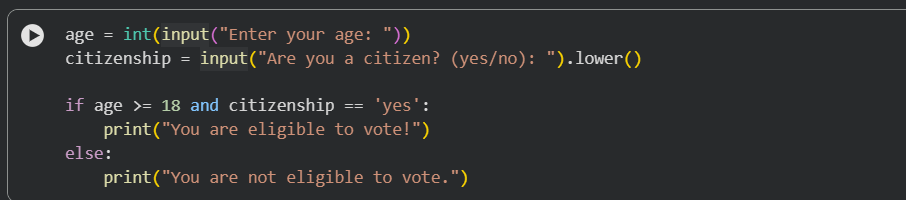 age = int(input("Enter your age: "))
citizenship = input("Are you a citizen? (yes/no): ").lower()
if age >= 18 and citizenship == 'yes':
    print("You are eligible to vote!")
else:
    print("You are not eligible to vote.")